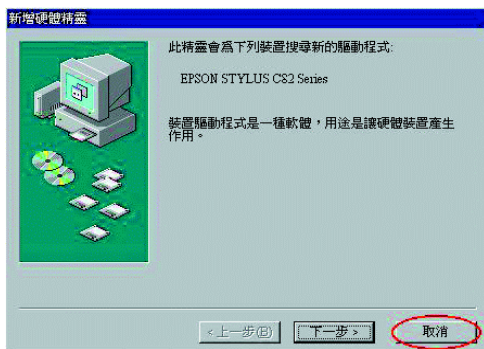 新增硬體精靈
此精靈會為下列裝置搜尋新的驅動程式:
EPSON STYLUS C82 Series
裝置驅動程式是一種軟體，用途是讓硬體裝置產生
作用。
<上一步(B)
下一步 >
取消